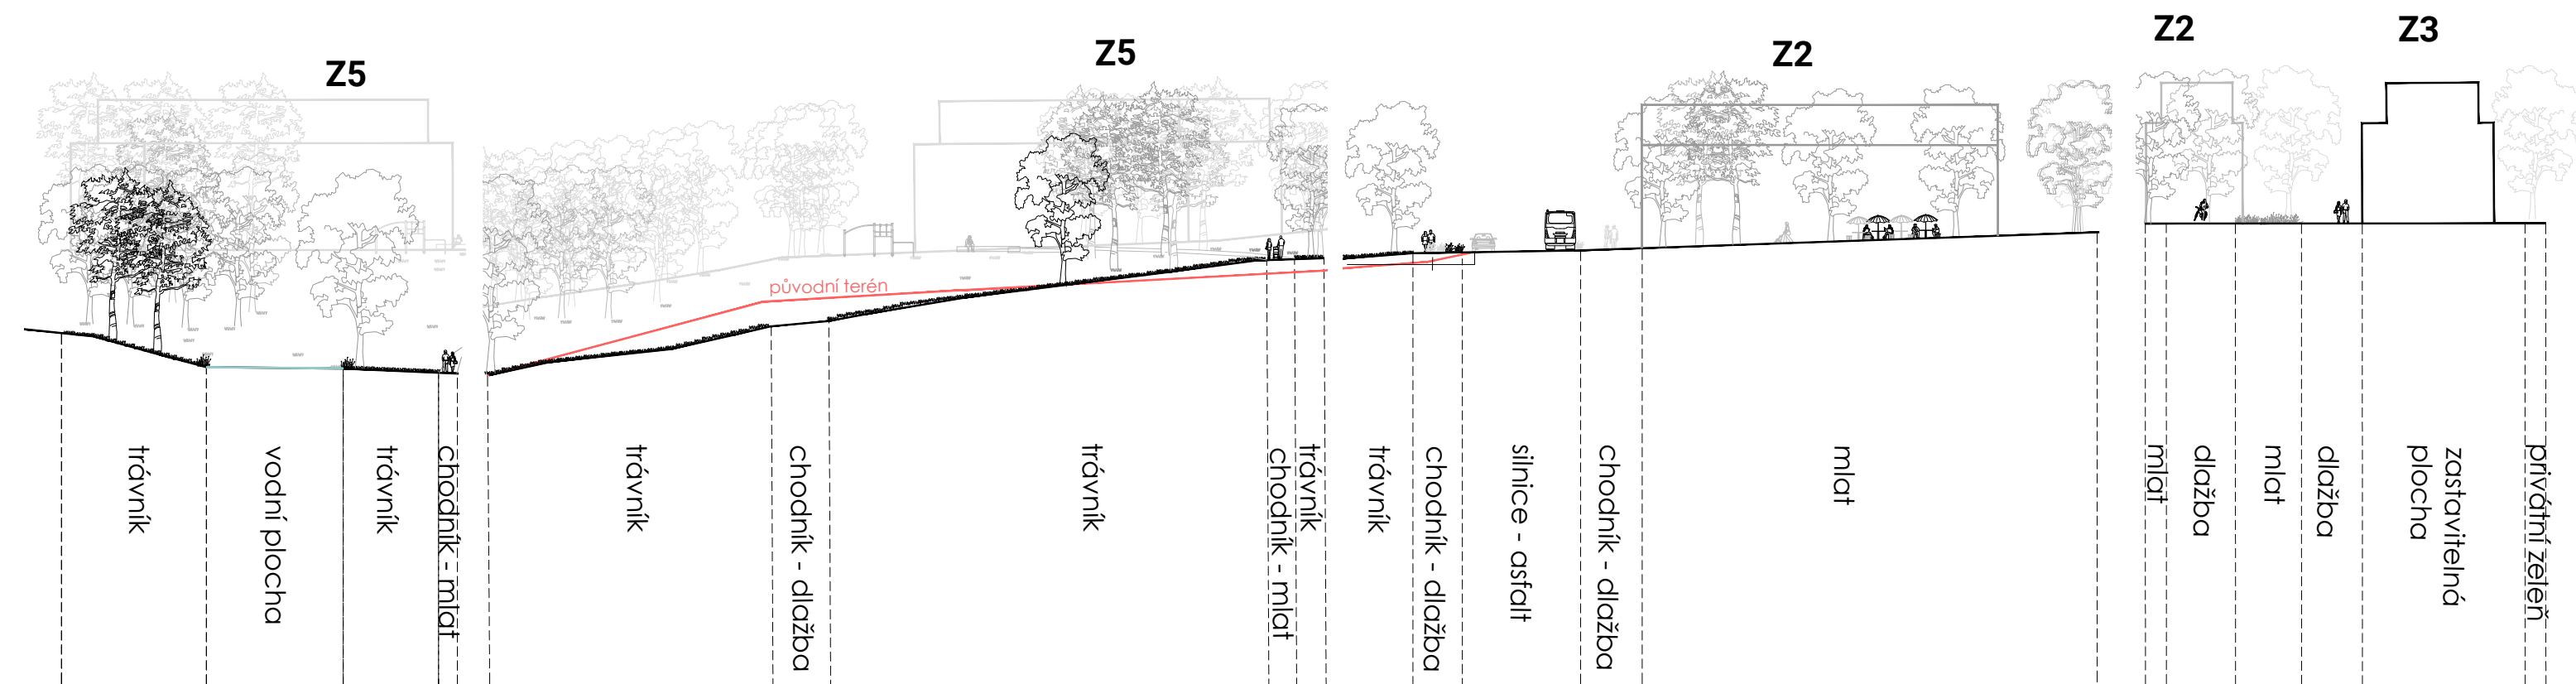 Z5
Z5
Z2
Z2
Z3
původní terén
trávník
vodní plocha
trávník
chodník - mlat
trávník
chodník - dlažba
trávník
chodník - mlat
trávník
trávník
chodník - dlažba
silnice - asfalt
chodník - dlažba
mlat
mlat
dlažba
mlat
dlažba
zastavitelná
plocha
privátní zeleň